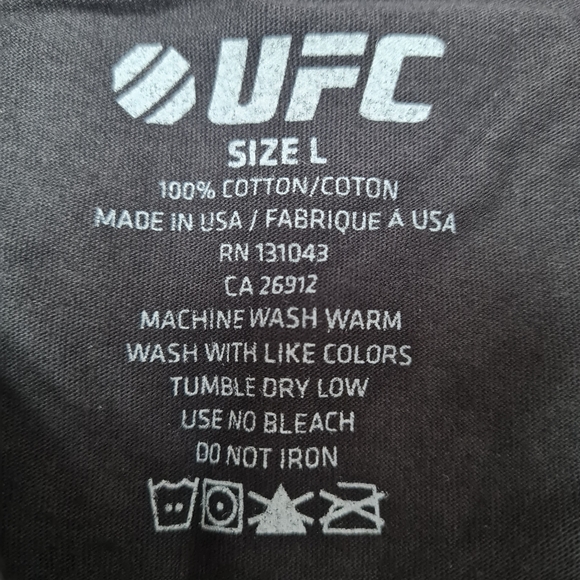 UFC
SIZE L
100% COTTON/COTON
MADE IN USA / FABRIQUE Á USA
RN 131043
CA 26912
MACHINE WASH WARM
WASH WITH LIKE COLORS
TUMBLE DRY LOW
USE NO BLEACH
DO NOT IRON